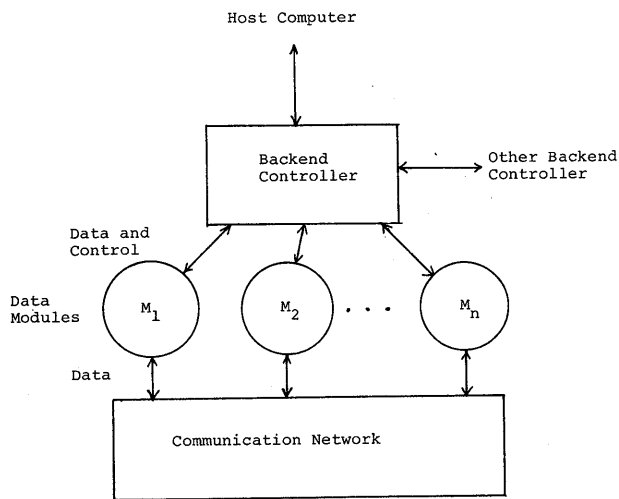 Host Computer
Backend
Controller
Other Backend
Controller
Data and
Control
Data
Modules
M1
M2
. . .
Mn
Data
Communication Network